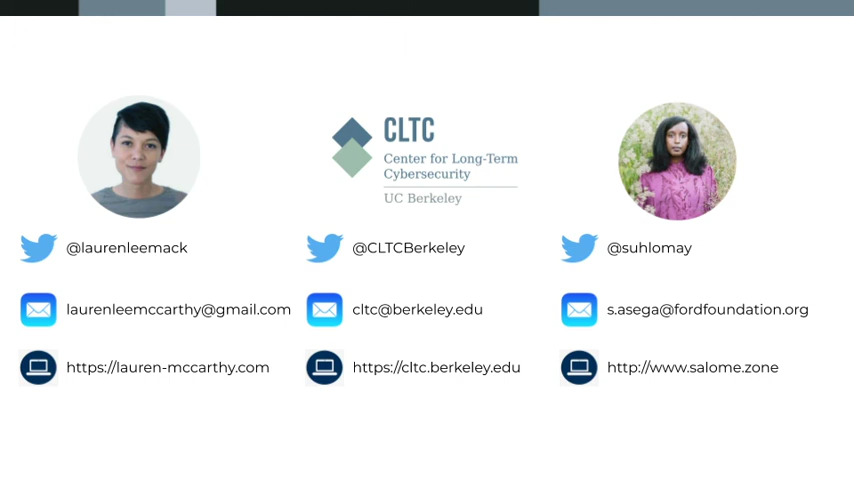 CLTC
Center for Long-Term
Cybersecurity
UC Berkeley
@laurenleemack
@CLTCBerkeley
@suhlomay
laurenleemccarthy@gmail.com
cltc@berkeley.edu
s.asega@fordfoundation.org
https://lauren-mccarthy.com
https://cltc.berkeley.edu
http://www.salome.zone